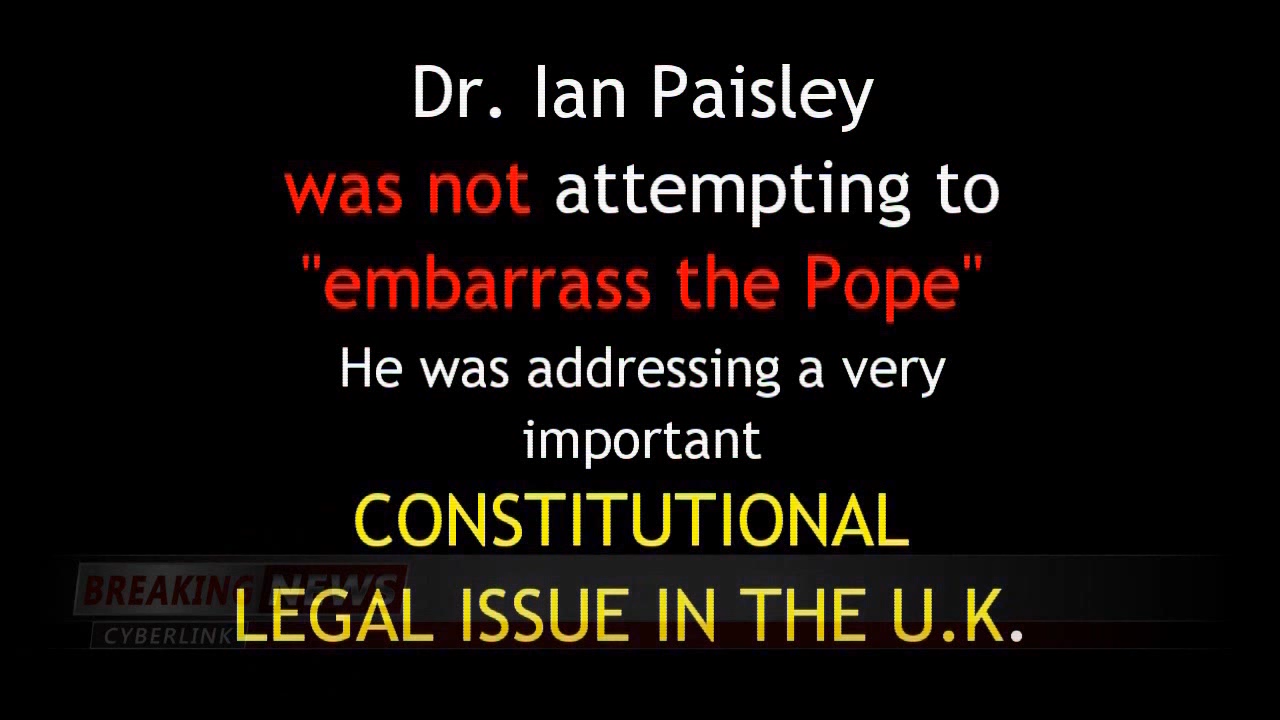 Dr. Ian Paisley
was not attempting to
"embarrass the Pope"
He was addressing a very
important
CONSTITUTIONAL
BREAKING NEWS
LEGAL ISSUE IN THE U.K.
CYBERLINK